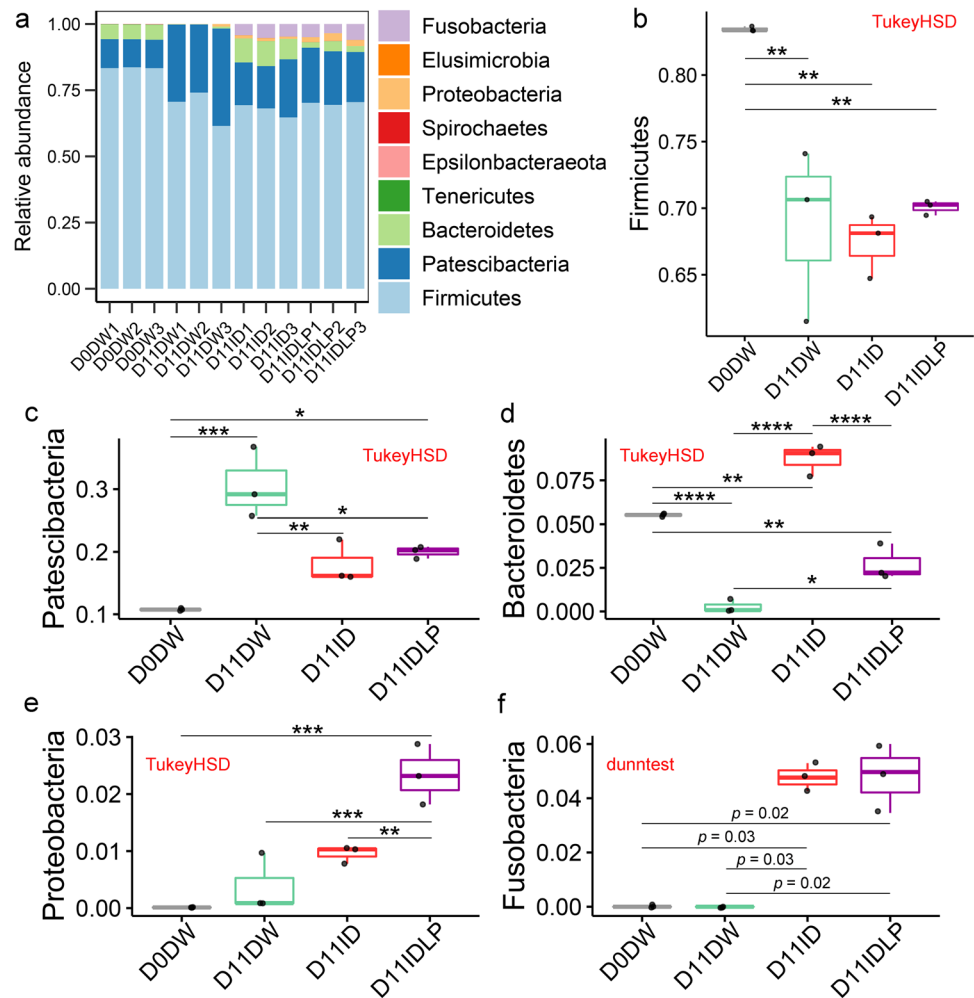 a
Relative abundance
1.00
0.75
0.50
0.25
0.00
D0DW1
D0DW2
D0DW3
D11DW1
D11DW2
D11DW3
D11ID1
D11ID2
D11ID3
D11IDLP1
D11IDLP2
D11IDLP3
Fusobacteria
Elusimicrobia
Proteobacteria
Spirochaetes
Epsilonbacteraeota
Tenericutes
Bacteroidetes
Patescibacteria
Firmicutes
b
TukeyHSD
Firmicutes
0.80
0.75
0.70
0.65
**
**
**
D0DW
D11DW
D11ID
D11IDLP
c
TukeyHSD
Patescibacteria
0.3
0.2
0.1
*
***
*
**
D0DW
D11DW
D11ID
D11IDLP
d
TukeyHSD
Bacteroidetes
0.075
0.050
0.025
0.000
****
****
**
****
**
*
D0DW
D11DW
D11ID
D11IDLP
e
TukeyHSD
Proteobacteria
0.03
0.02
0.01
0.00
***
***
**
D0DW
D11DW
D11ID
D11IDLP
f
dunntest
Fusobacteria
0.06
0.04
0.02
0.00
p = 0.02
p = 0.03
p = 0.03
p = 0.02
D0DW
D11DW
D11ID
D11IDLP